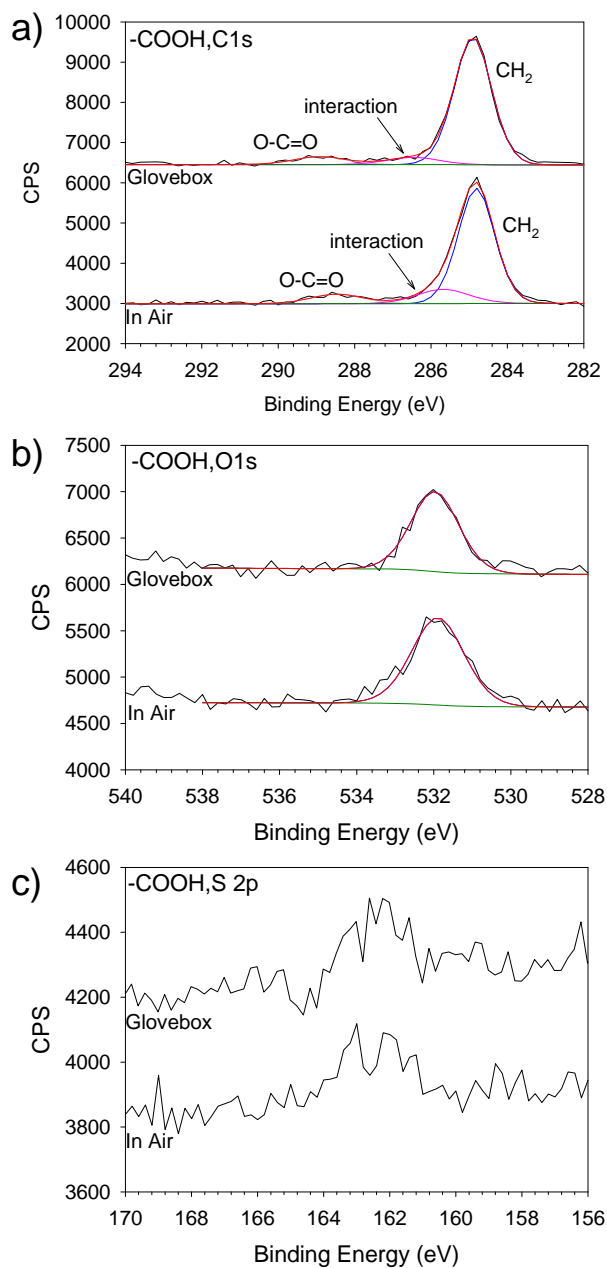 a)
-COOH,C1s
10000
9000
8000
7000
6000
5000
4000
3000
2000
CPS
CH2
interaction
O-C=O
Glovebox
CH2
interaction
O-C=O
In Air
294 292 290 288 286 284 282
Binding Energy (eV)
b)
-COOH,O1s
7500
7000
6500
6000
5500
5000
4500
4000
CPS
Glovebox
In Air
540 538 536 534 532 530 528
Binding Energy (eV)
c)
-COOH,S 2p
4600
4400
4200
4000
3800
3600
CPS
Glovebox
In Air
170 168 166 164 162 160 158 156
Binding Energy (eV)